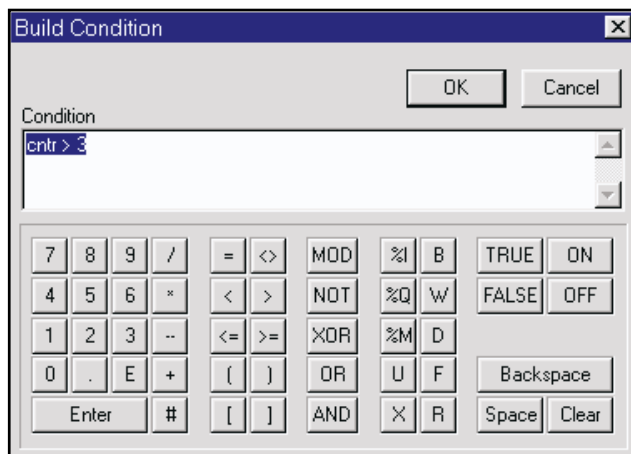 Build Condition
OK Cancel
Condition
cntr > 3
7 8 9 / = <> MOD %I B TRUE ON
4 5 6 * < > NOT %Q W FALSE OFF
1 2 3 -- <= >= XOR %M D
0 . E + ( ) OR U F Backspace
Enter # [ ] AND X R Space Clear